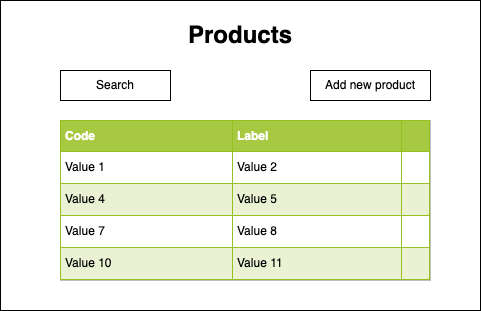 Products
Search
Add new product
Code Label
Value 1 Value 2
Value 4 Value 5
Value 7 Value 8
Value 10 Value 11